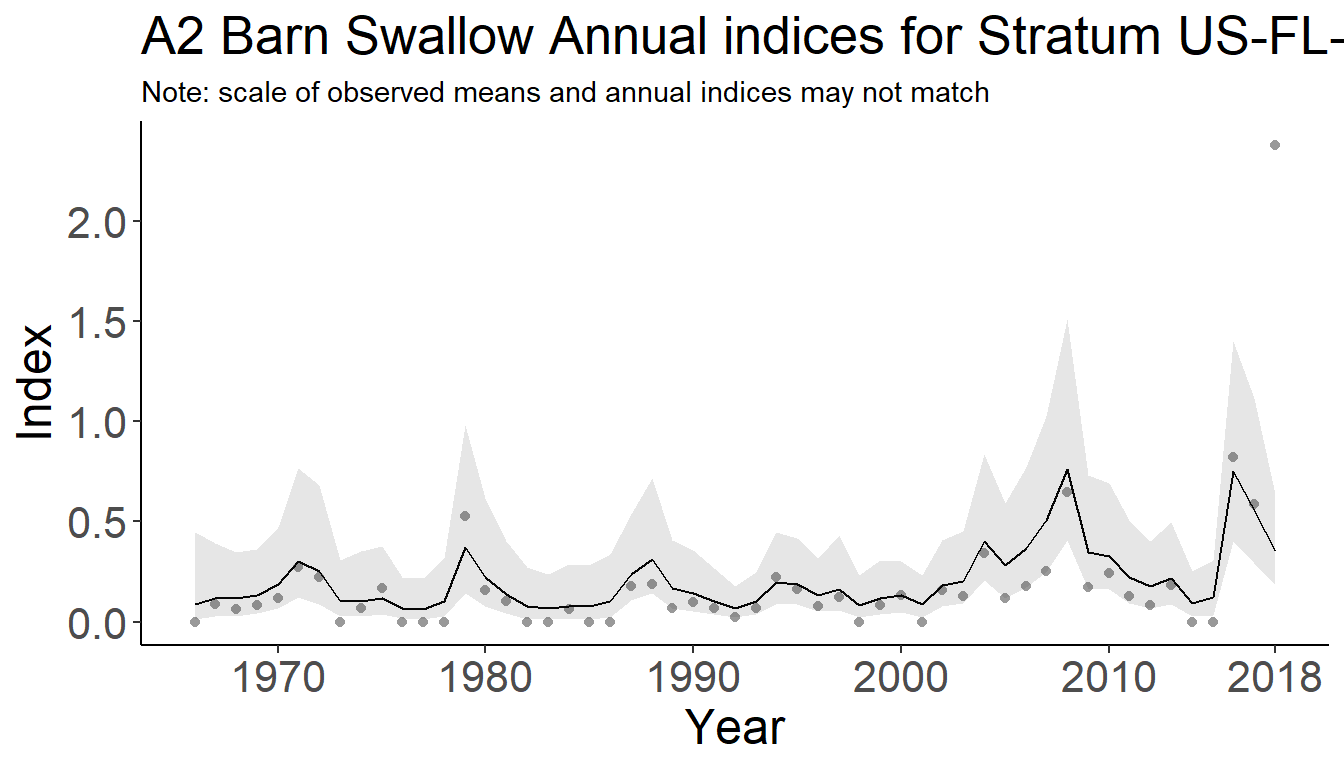 A2 Barn Swallow Annual indices for Stratum US-FL-
Note: scale of observed means and annual indices may not match
Index
2.0
1.5
1.0
0.5
0.0
1970 1980 1990 2000 2010 2018
Year